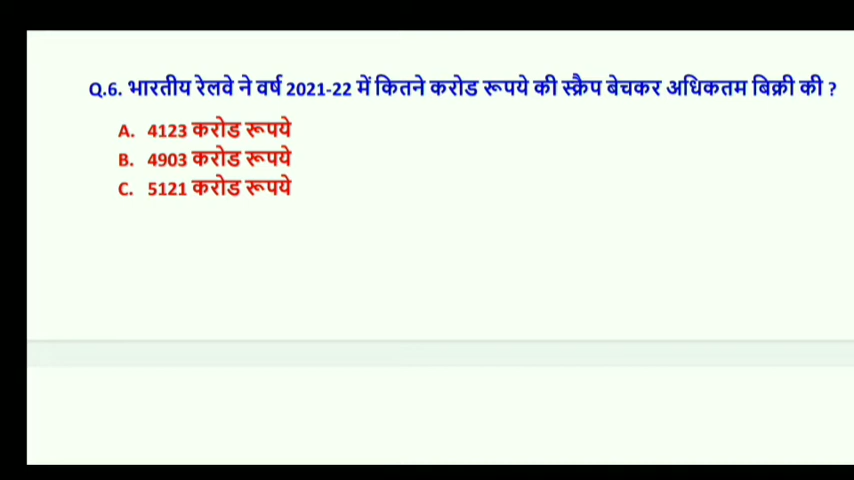 Q.6. भारतीय रेलवे ने वर्ष 2021-22 में कितने करोड रूपये की स्क्रैप बेचकर अधिकतम बिक्री की ?
A. 4123 करोड रूपये
B. 4903 करोड रूपये
C. 5121 करोड रूपये